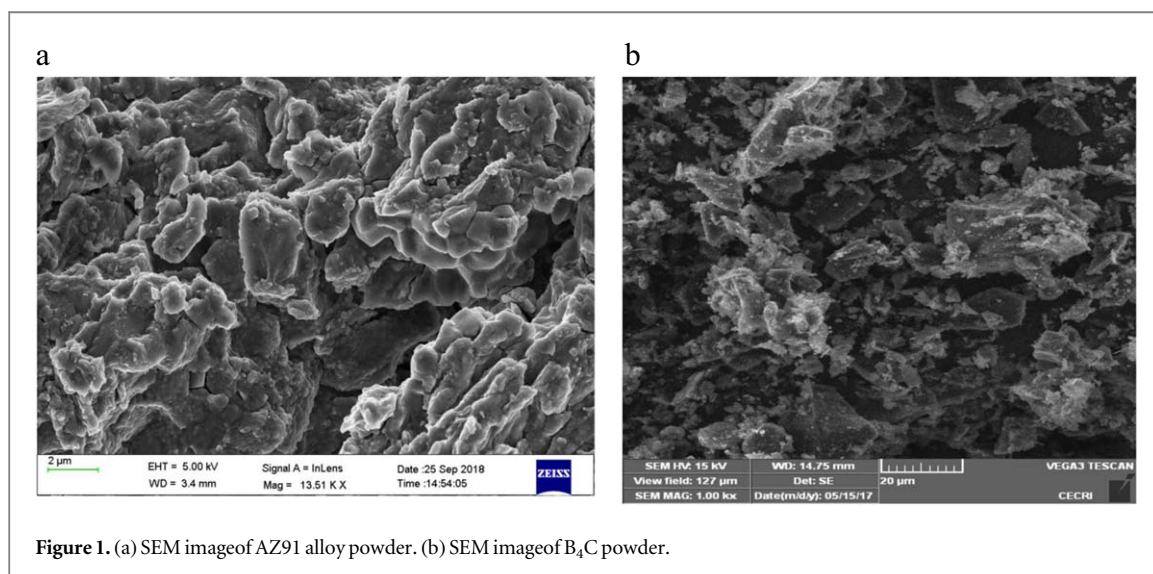 a
b
2 µm
EHT = 5.00 kV
Signal A = InLens
Date :25 Sep 2018
WD = 3.4 mm
Mag = 13.51 K X
Time :14:54:05
ZEISS
SEM HV: 15 kV
WD: 14.75 mm
VEGA3 TESCAN
View field: 127 µm
Det: SE
20 µm
SEM MAG: 1.00 kx
Date(m/d/y): 05/15/17
CECRI
Figure 1. (a) SEM imageof AZ91 alloy powder. (b) SEM imageof B₄C powder.